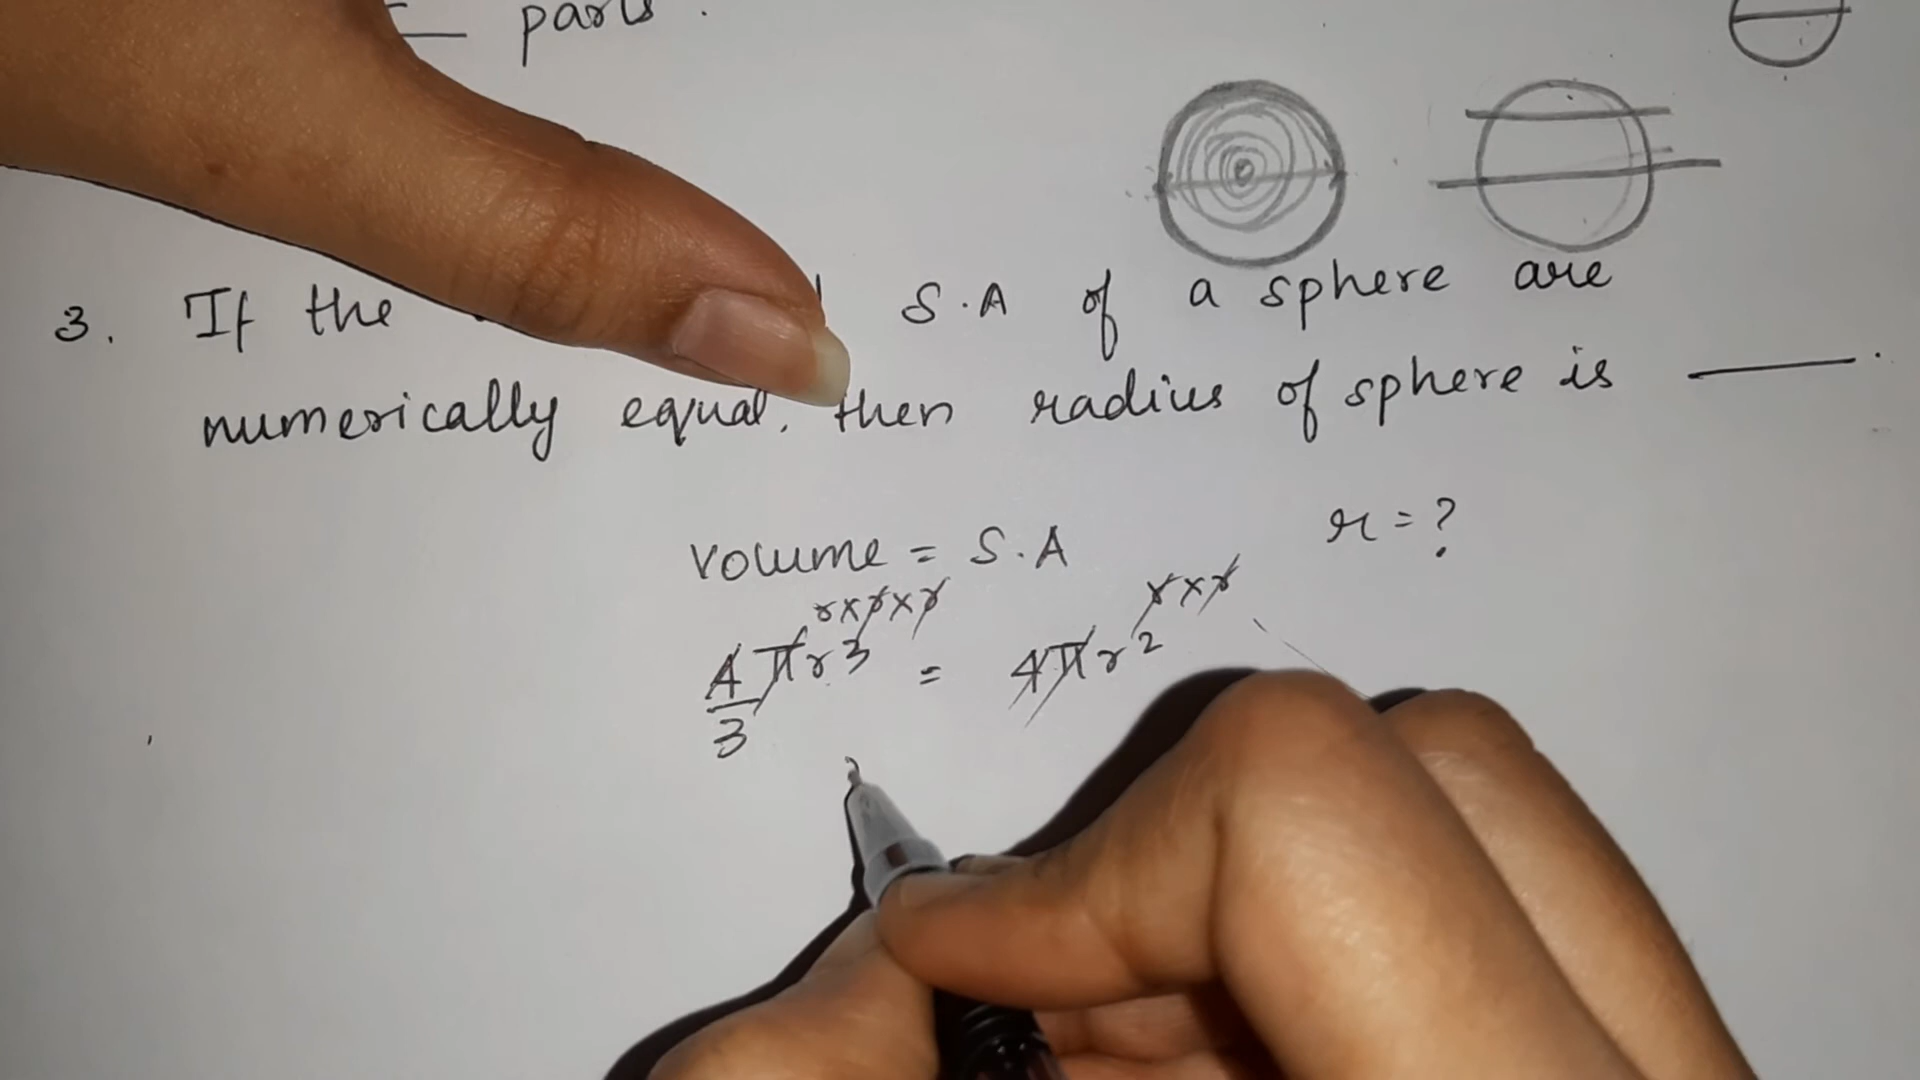 parts.
3. If the S.A of a sphere are
numerically equal, then radius of sphere is ___.
Volume = S.A
r = ?
r×r×r r×r
4/3 πr³ = 4πr²